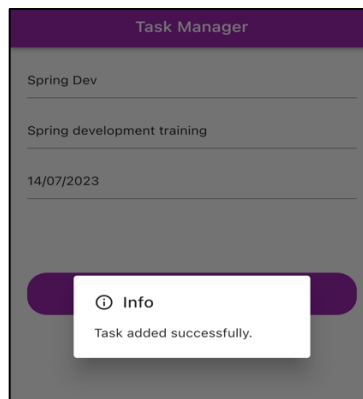 Task Manager
Spring Dev
Spring development training
14/07/2023
Info
Task added successfully.